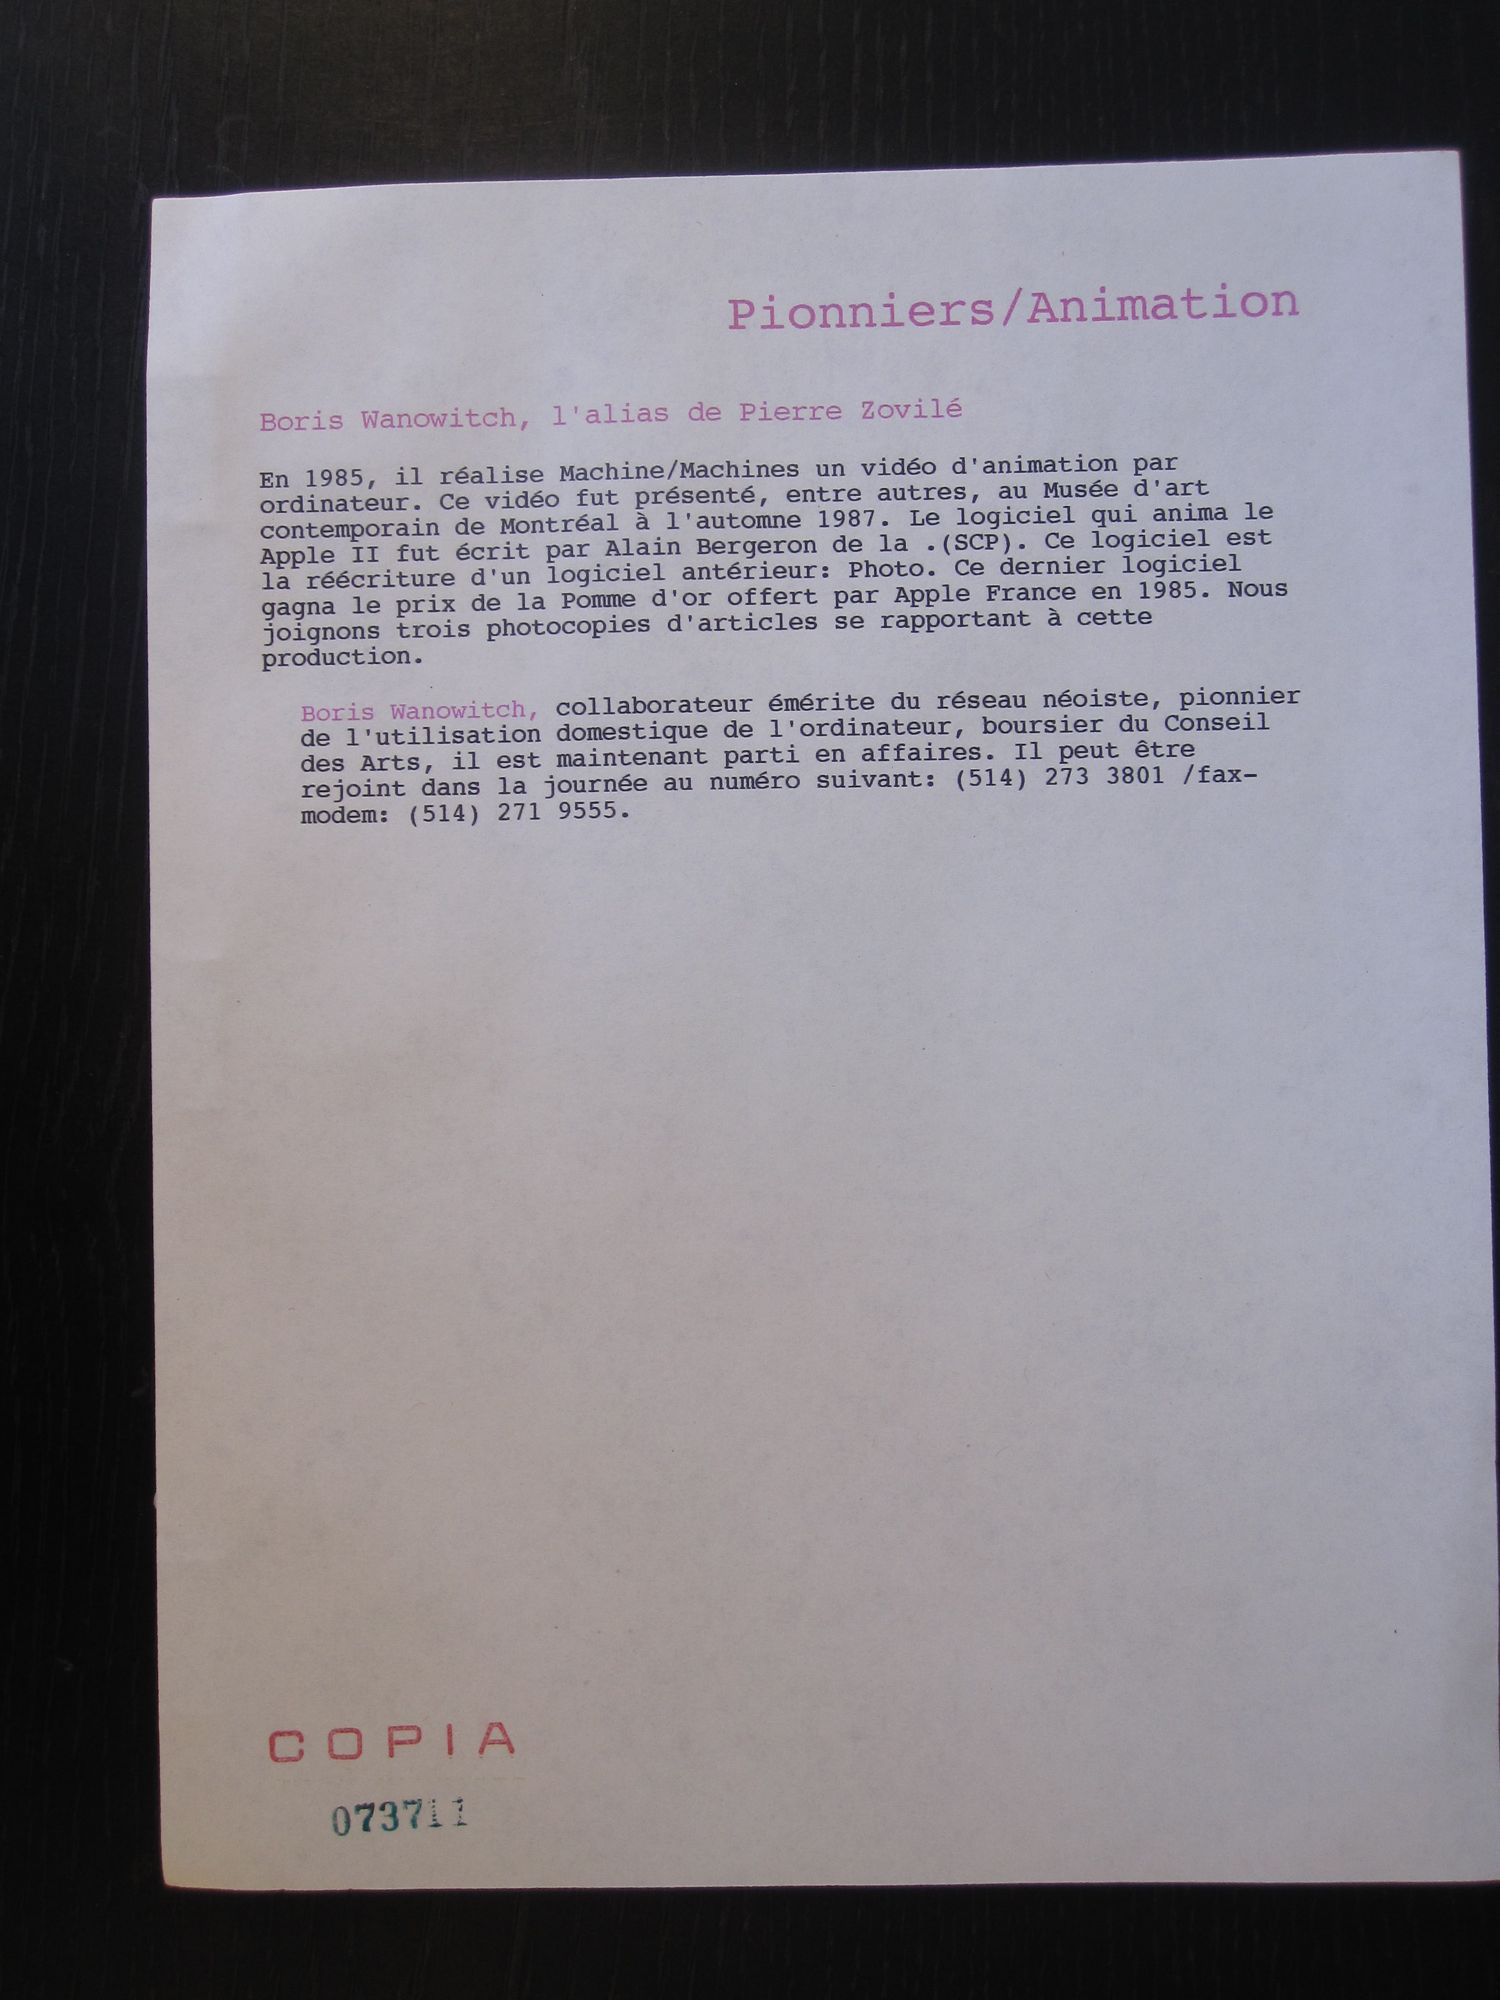 Pionniers/Animation
Boris Wanowitch, l'alias de Pierre Zovilé
En 1985, il réalise Machine/Machines un vidéo d'animation par
ordinateur. Ce vidéo fut présenté, entre autres, au Musée d'art
contemporain de Montréal à l'automne 1987. Le logiciel qui anima le
Apple II fut écrit par Alain Bergeron de la .(SCP). Ce logiciel est
la réécriture d'un logiciel antérieur: Photo. Ce dernier logiciel
gagna le prix de la Pomme d'or offert par Apple France en 1985. Nous
joignons trois photocopies d'articles se rapportant à cette
production.
Boris Wanowitch, collaborateur émérite du réseau néoiste, pionnier
de l'utilisation domestique de l'ordinateur, boursier du Conseil
des Arts, il est maintenant parti en affaires. Il peut être
rejoint dans la journée au numéro suivant: (514) 273 3801 /fax-
modem: (514) 271 9555.
COPIA
073711